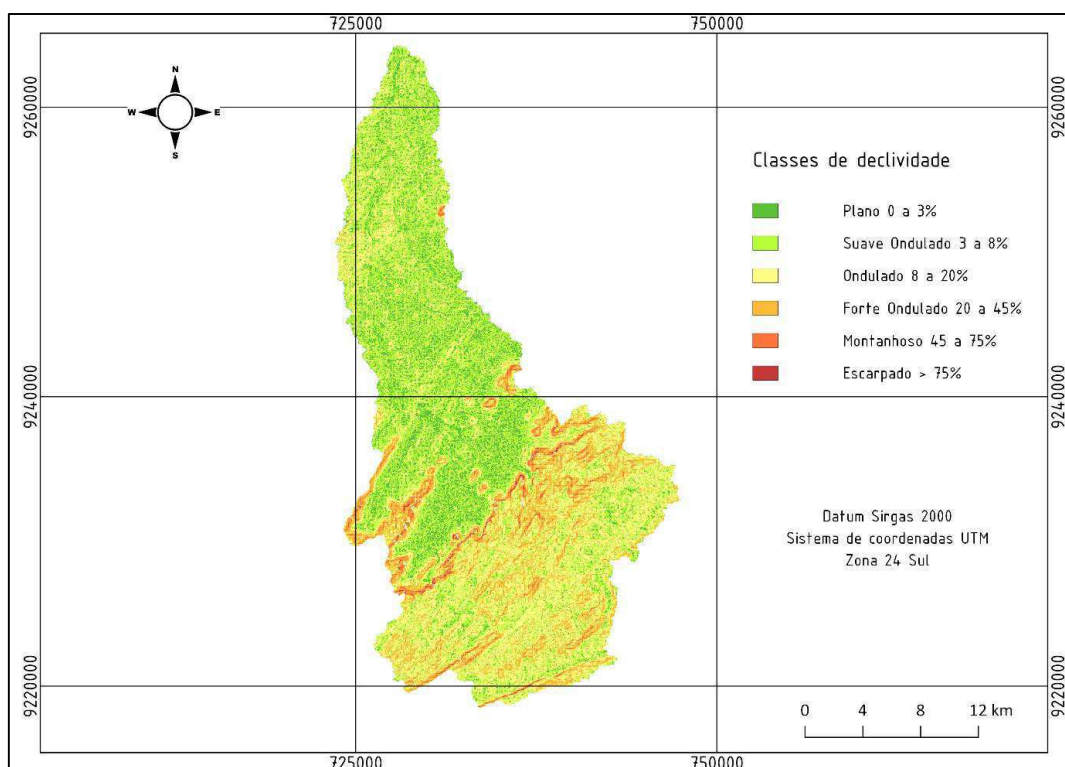 725000
750000
9260000
9260000
N
W
E
S
Classes de declividade
Plano 0 a 3%
Suave Ondulado 3 a 8%
Ondulado 8 a 20%
Forte Ondulado 20 a 45%
Montanhoso 45 a 75%
Escarpado > 75%
9240000
9240000
Datum Sirgas 2000
Sistema de coordenadas UTM
Zona 24 Sul
9220000
9220000
0 4 8 12 km
725000
750000